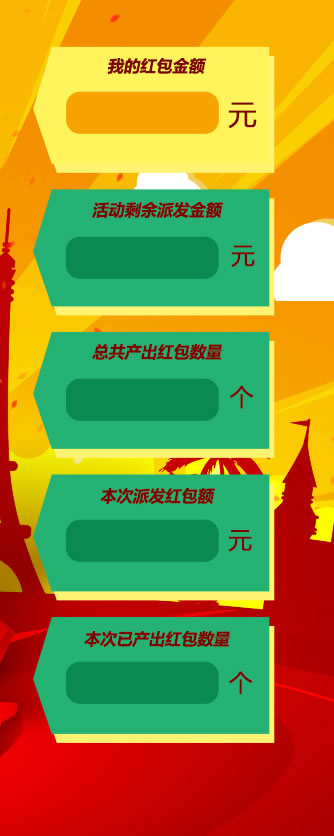 我的红包金额
元
活动剩余派发金额
元
总共产出红包数量
个
本次派发红包额
元
本次已产出红包数量
个